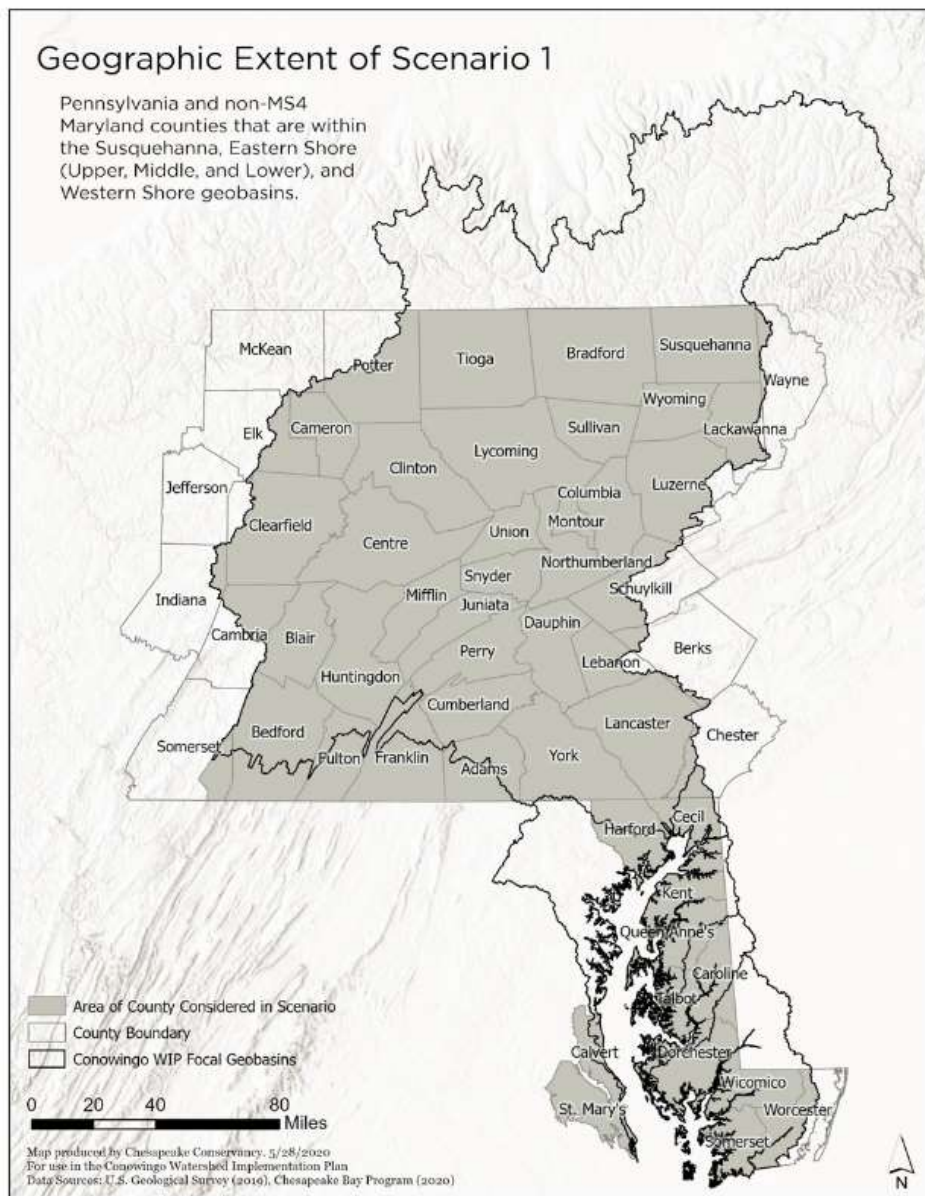 Geographic Extent of Scenario 1
Pennsylvania and non-MS4
Maryland counties that are within
the Susquehanna, Eastern Shore
(Upper, Middle, and Lower), and
Western Shore geobasins.
McKean
Potter
Tioga
Bradford
Susquehanna
Wayne
Wyoming
Elk
Cameron
Sullivan
Lackawanna
Lycoming
Clinton
Jefferson
Luzerne
Columbia
Clearfield
Montour
Union
Centre
Northumberland
Snyder
Schuylkill
Mifflin
Indiana
Juniata
Dauphin
Cambria
Blair
Berks
Perry
Lebanon
Huntingdon
Cumberland
Lancaster
Bedford
Chester
Somerset
Fulton
Franklin
York
Adams
Cecil
Harford
Kent
Queen Anne's
Caroline
Talbot
Calvert
Dorchester
Wicomico
St. Mary's
Worcester
Somerset
Area of County Considered in Scenario
County Boundary
Conowingo WIP Focal Geobasins
0 20 40 80
Miles
Map produced by Chesapeake Conservancy. 5/28/2020
For use in the Conowingo Watershed Implementation Plan
Data Sources: U.S. Geological Survey (2019), Chesapeake Bay Program (2020)
N